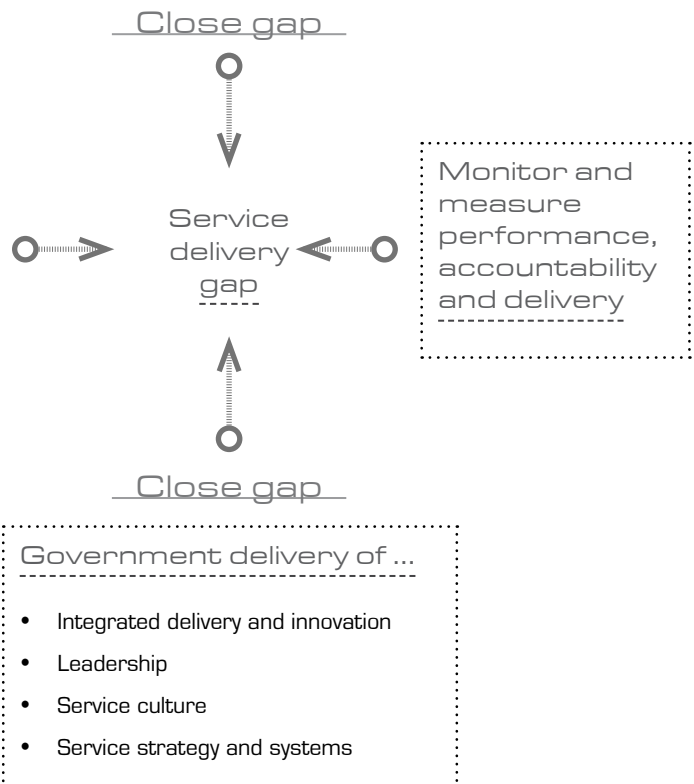 Close gap
Service
delivery
gap
Monitor and
measure
performance,
accountability
and delivery
Close gap
Government delivery of ...
• Integrated delivery and innovation
• Leadership
• Service culture
• Service strategy and systems